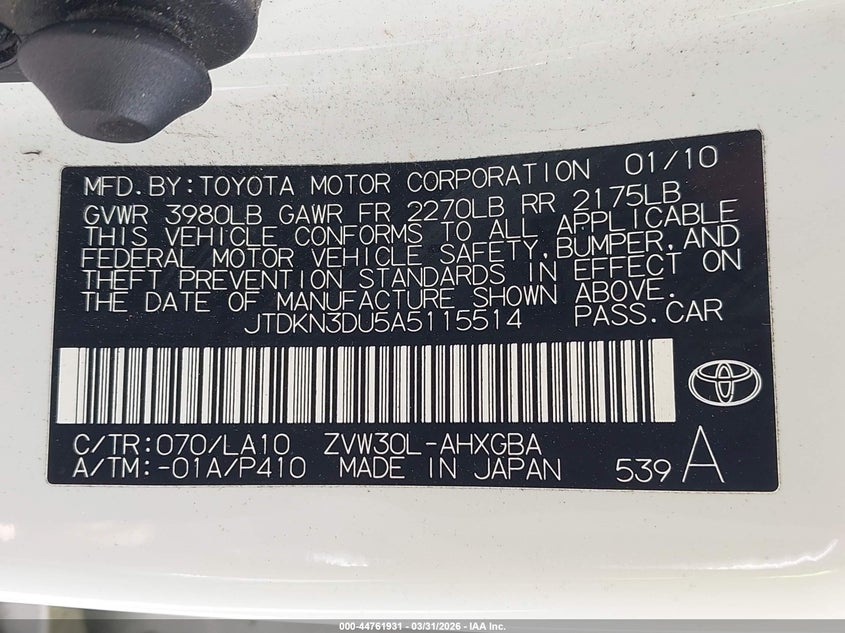 MFD.BY:TOYOTA MOTOR CORPORATION 01/10
GVWR 3980LB GAWR FR 2270LB RR 2175LB
THIS VEHICLE CONFORMS TO ALL APPLICABLE
FEDERAL MOTOR VEHICLE SAFETY,BUMPER,AND
THEFT PREVENTION STANDARDS IN EFFECT ON
THE DATE OF MANUFACTURE SHOWN ABOVE.
JTDKN3DU5A5115514 PASS.CAR
C/TR:070/LA10 ZVW30L-AHXGBA
A/TM:-01A/P410 MADE IN JAPAN 539 A
000-44761931 - 03/31/2026 - IAA Inc.